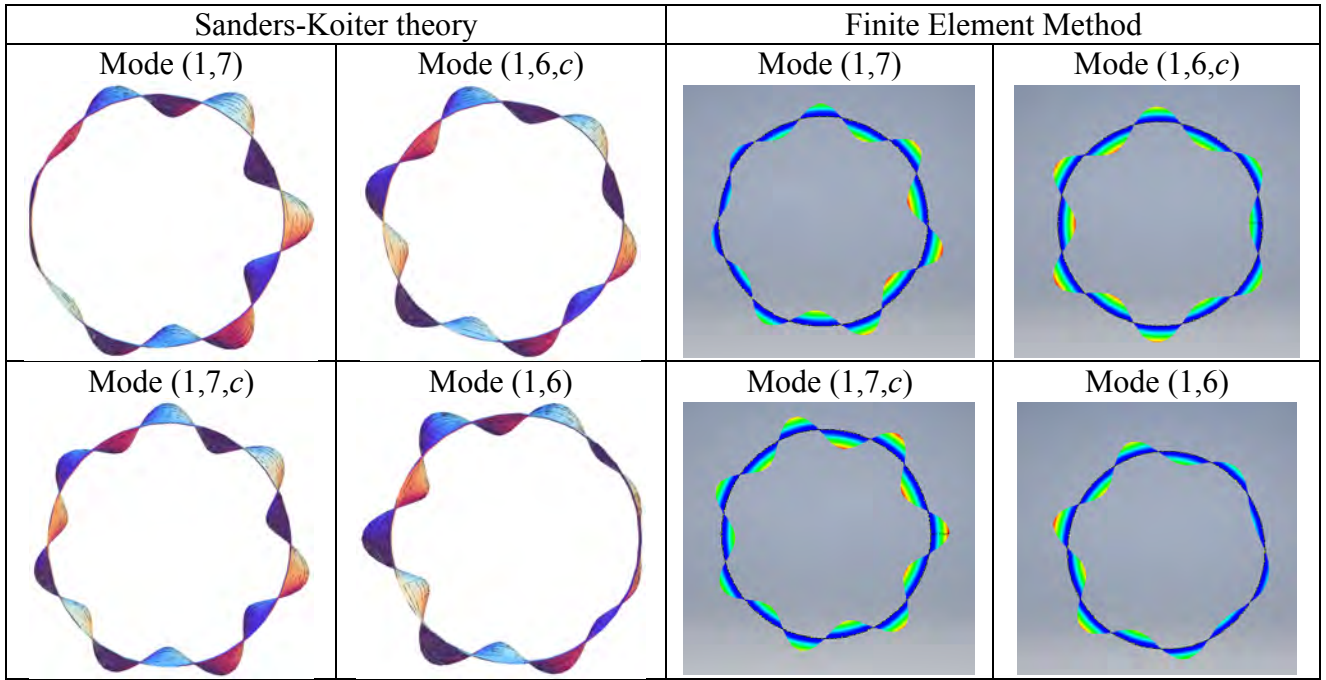 Sanders-Koiter theory
Finite Element Method
Mode (1,7)
Mode (1,6,c)
Mode (1,7)
Mode (1,6,c)
Mode (1,7,c)
Mode (1,6)
Mode (1,7,c)
Mode (1,6)